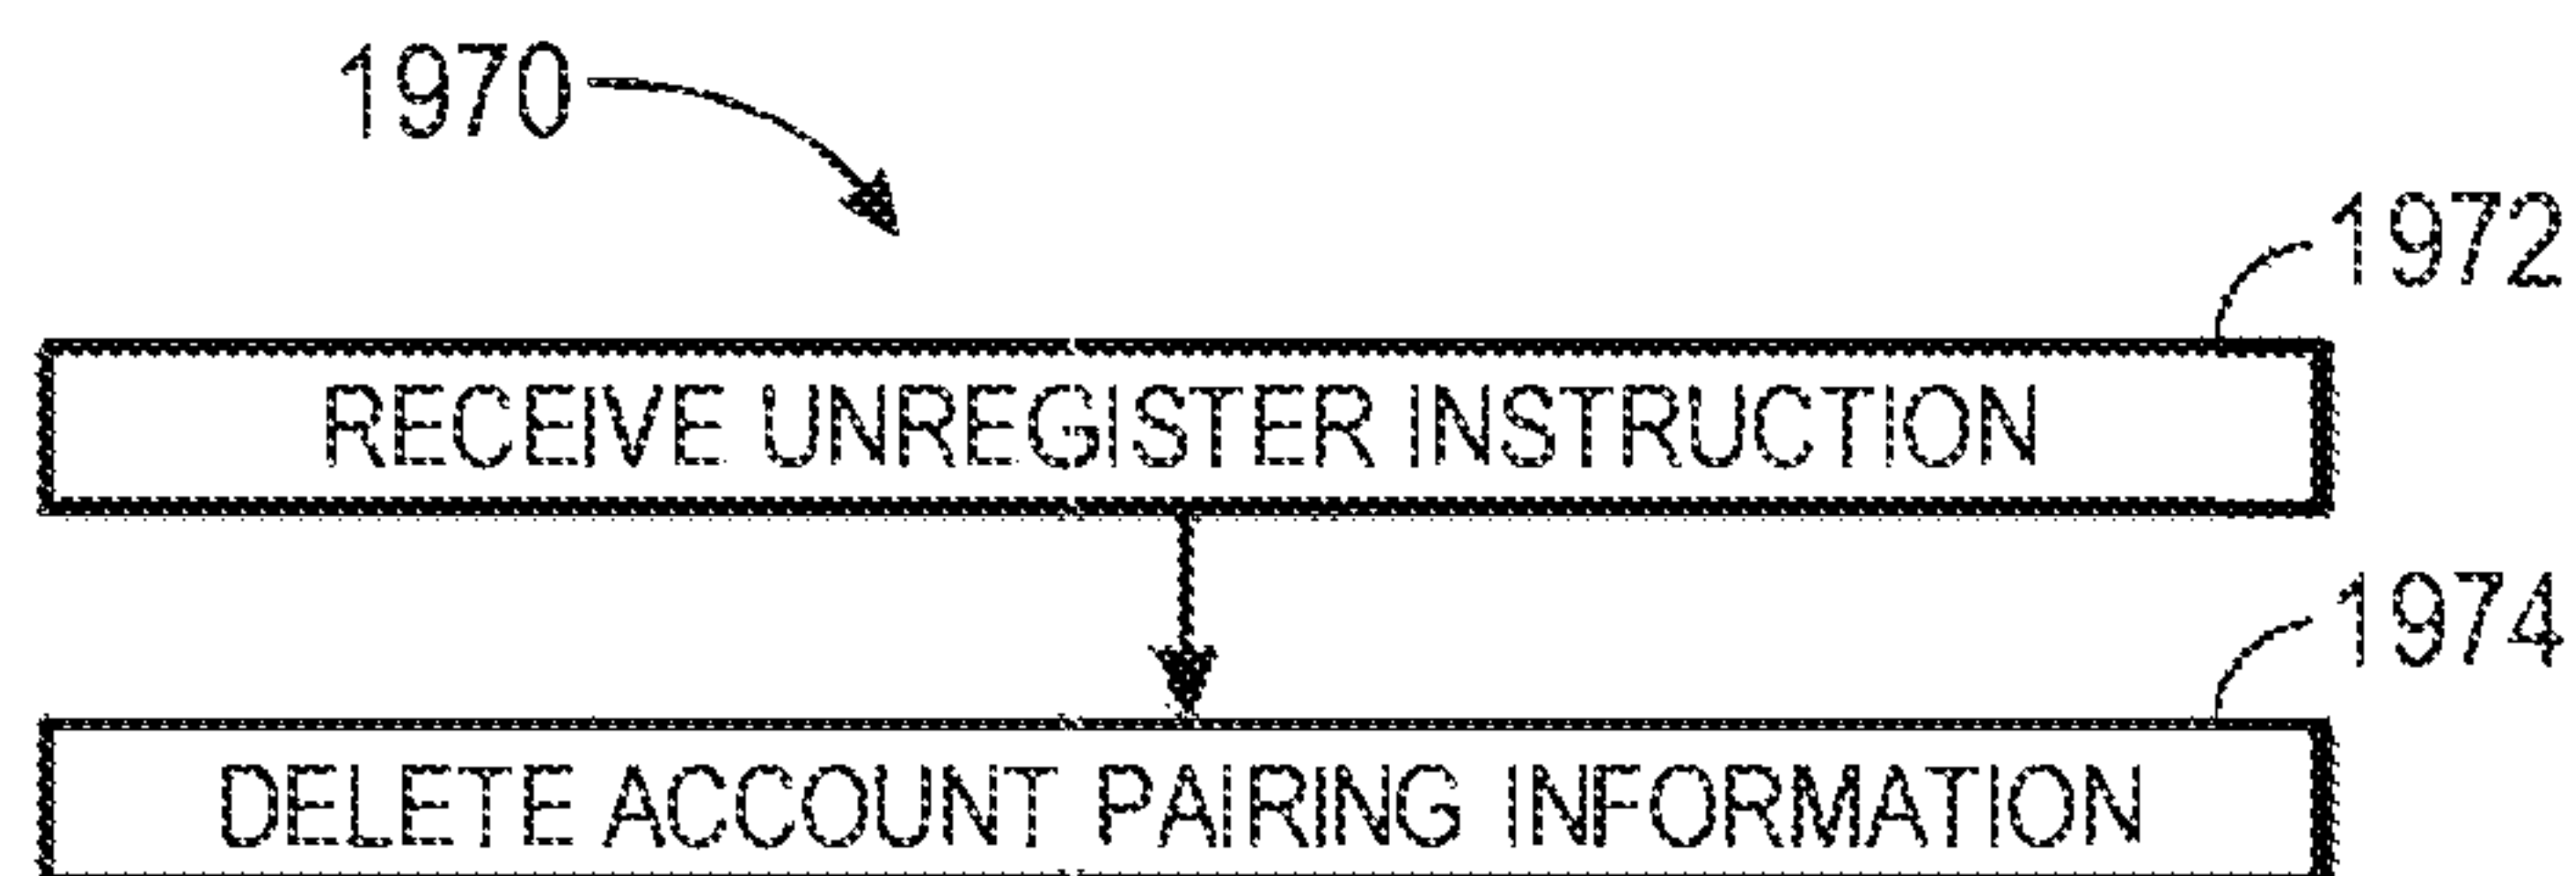 1970
1972
RECEIVE UNREGISTER INSTRUCTION
1974
DELETE ACCOUNT PAIRING INFORMATION